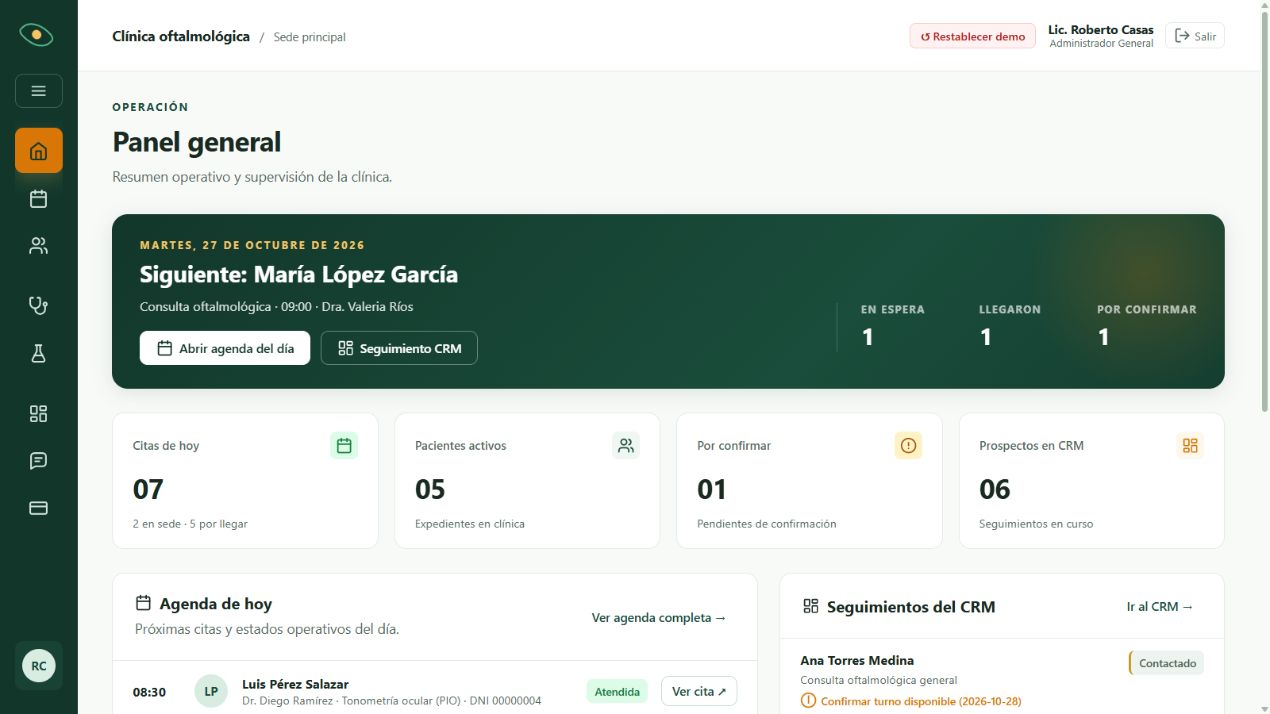 Clínica oftalmológica / Sede principal
↺ Restablecer demo
Lic. Roberto Casas
Administrador General
Salir
OPERACIÓN
Panel general
Resumen operativo y supervisión de la clínica.
MARTES, 27 DE OCTUBRE DE 2026
Siguiente: María López García
Consulta oftalmológica · 09:00 · Dra. Valeria Ríos
Abrir agenda del día
Seguimiento CRM
EN ESPERA
1
LLEGARON
1
POR CONFIRMAR
1
Citas de hoy
07
2 en sede · 5 por llegar
Pacientes activos
05
Expedientes en clínica
Por confirmar
01
Pendientes de confirmación
Prospectos en CRM
06
Seguimientos en curso
Agenda de hoy
Próximas citas y estados operativos del día.
Ver agenda completa →
08:30
LP
Luis Pérez Salazar
Dr. Diego Ramírez · Tonometría ocular (PIO) · DNI 00000004
Atendida
Ver cita ↗
Seguimientos del CRM
Ir al CRM →
Ana Torres Medina
Consulta oftalmológica general
Confirmar turno disponible (2026-10-28)
Contactado
RC